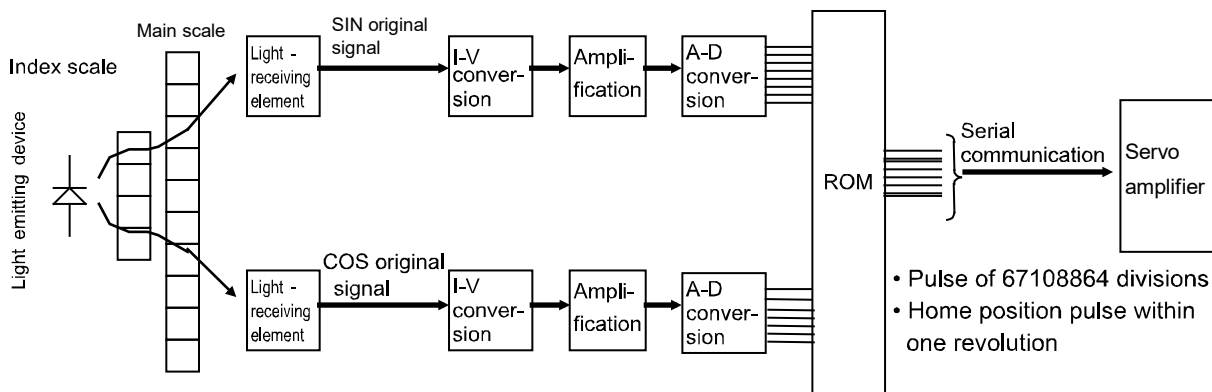 Index scale
Light emitting device
Main scale
Light -
receiving
element
SIN original
signal
I-V
conver-
sion
Ampli-
fication
A-D
conver-
sion
Light -
receiving
element
COS original
signal
I-V
conver-
sion
Ampli-
fication
A-D
conver-
sion
ROM
Serial
communication
Servo
amplifier
• Pulse of 67108864 divisions
• Home position pulse within
one revolution